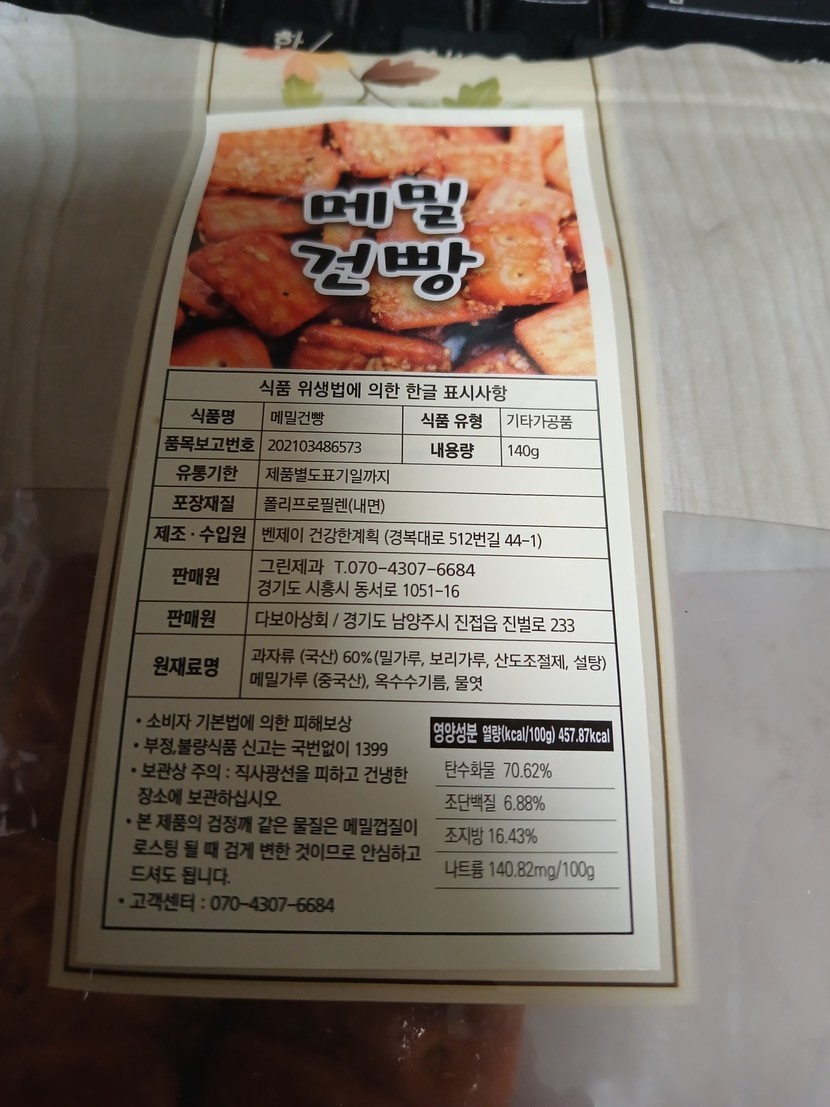 한/
메밀
건빵
식품 위생법에 의한 한글 표시사항
식품명 메밀건빵 식품 유형 기타가공품
품목보고번호 202103486573 내용량 140g
유통기한 제품별도표기일까지
포장재질 폴리프로필렌(내면)
제조·수입원 벤제이 건강한계획 (경복대로 512번길 44-1)
판매원 그린제과 T.070-4307-6684
경기도 시흥시 동서로 1051-16
판매원 다보아상회 / 경기도 남양주시 진접읍 진벌로 233
원재료명 과자류 (국산) 60%(밀가루, 보리가루, 산도조절제, 설탕)
메밀가루 (중국산), 옥수수기름, 물엿
• 소비자 기본법에 의한 피해보상
• 부정,불량식품 신고는 국번없이 1399
• 보관상 주의 : 직사광선을 피하고 건냉한
장소에 보관하십시오.
• 본 제품의 검정깨 같은 물질은 메밀껍질이
로스팅 될 때 검게 변한 것이므로 안심하고
드셔도 됩니다.
• 고객센터 : 070-4307-6684
영양성분 열량(kcal/100g) 457.87kcal
탄수화물 70.62%
조단백질 6.88%
조지방 16.43%
나트륨 140.82mg/100g